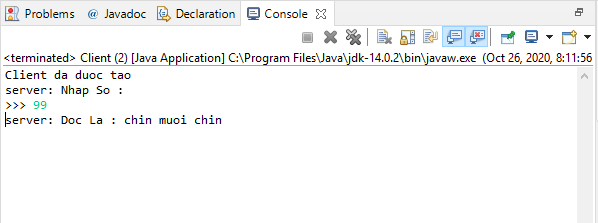 Problems @ Javadoc Declaration Console
<terminated> Client (2) [Java Application] C:\Program Files\Java\jdk-14.0.2\bin\javaw.exe (Oct 26, 2020, 8:11:56
Client da duoc tao
server: Nhap So :
>>> 99
server: Doc La : chin muoi chin